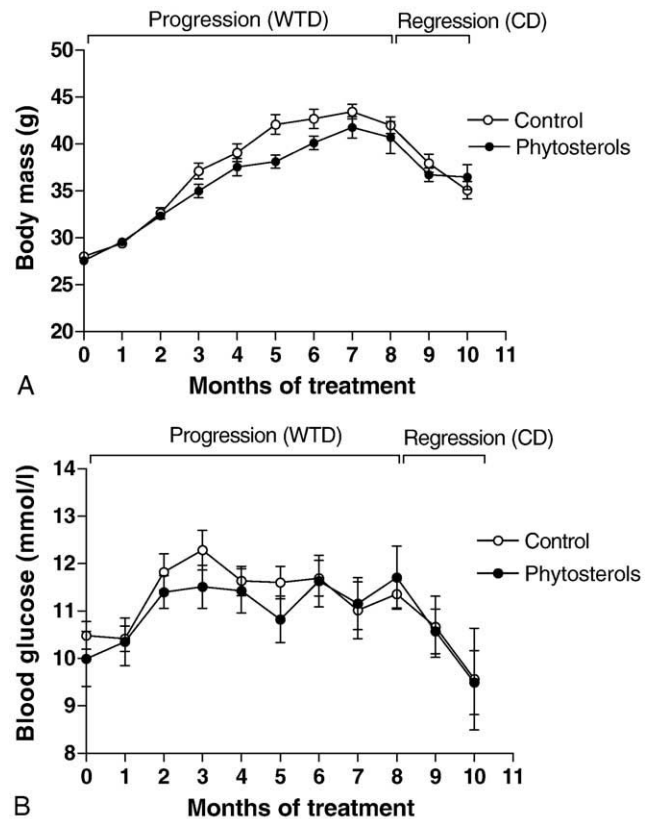 Progression (WTD)
Regression (CD)
50
45
40
35
30
25
20
Body mass (g)
Control
Phytosterols
0 1 2 3 4 5 6 7 8 9 10 11
A
Months of treatment
Progression (WTD)
Regression (CD)
14
13
12
11
10
9
8
Blood glucose (mmol/l)
Control
Phytosterols
0 1 2 3 4 5 6 7 8 9 10 11
B
Months of treatment